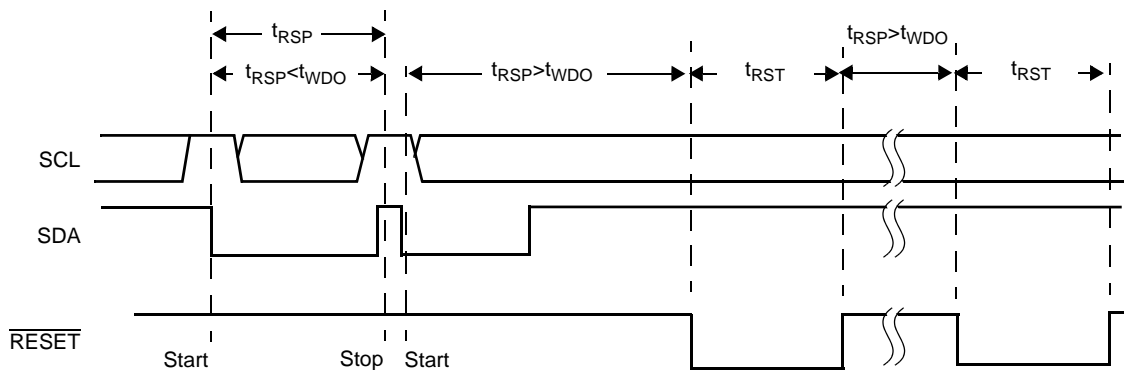 tRSP
tRSP<tWDO
tRSP>tWDO
tRST
tRSP>tWDO
tRST
SCL
SDA
RESET
Start
Stop
Start